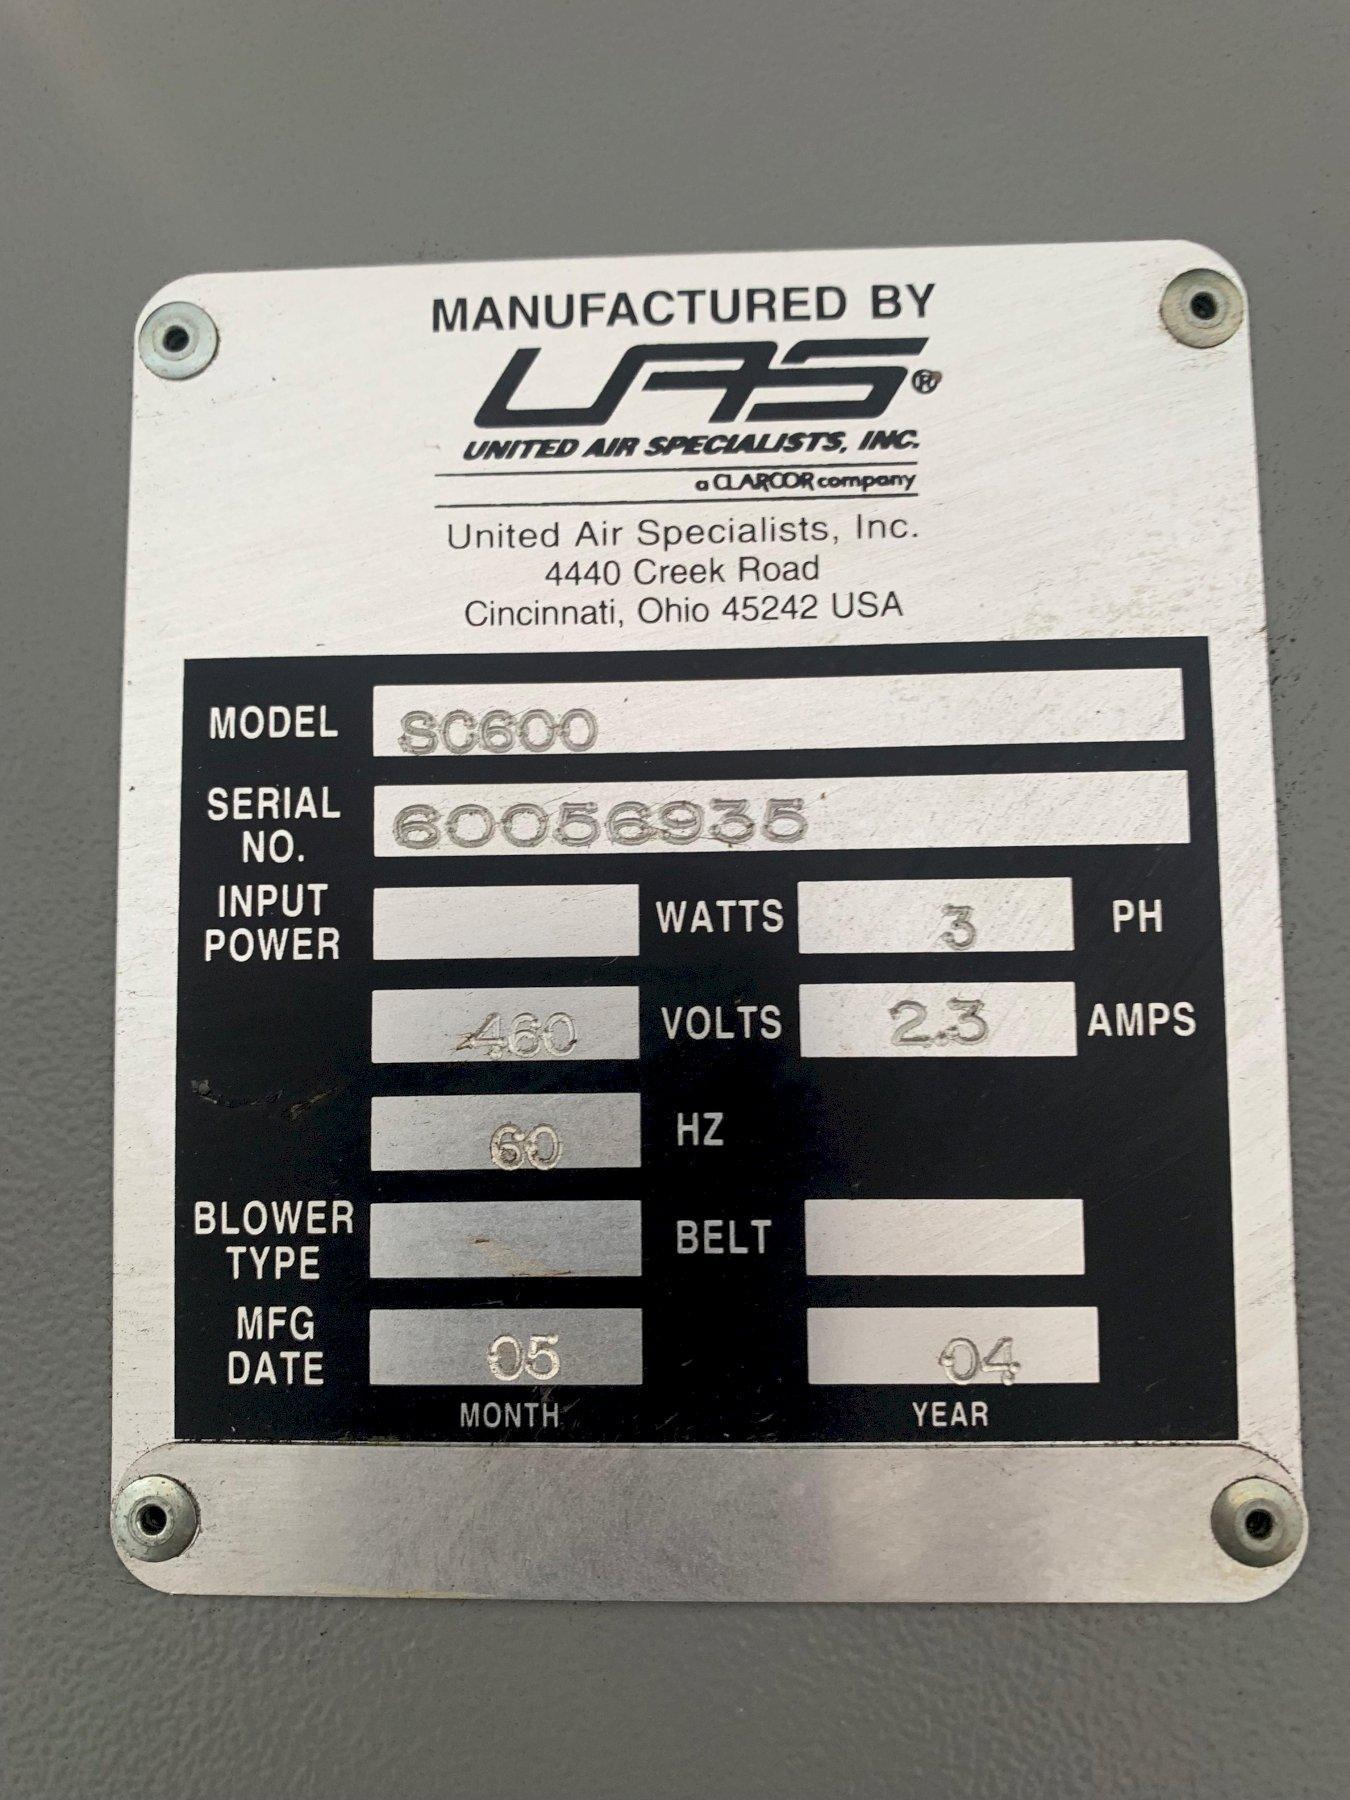 MANUFACTURED BY
UAS®
UNITED AIR SPECIALISTS, INC.
a CLARCOR company
United Air Specialists, Inc.
4440 Creek Road
Cincinnati, Ohio 45242 USA
MODEL SC600
SERIAL NO. 60056935
INPUT POWER WATTS 3 PH
460 VOLTS 2.3 AMPS
60 HZ
BLOWER TYPE BELT
MFG DATE 05 04
MONTH YEAR